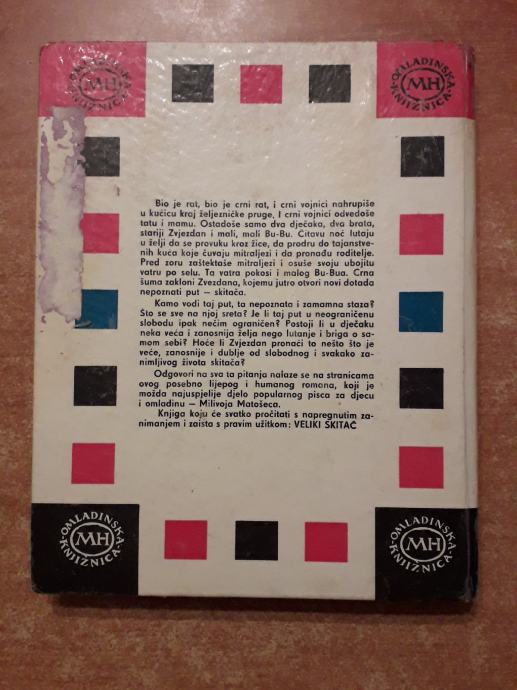 OMLADINSKA KNJIŽNICA MH
OMLADINSKA KNJIŽNICA MH
Bio je rat, bio je crni rat, i crni vojnici nahrupiše
u kućicu kraj željezničke pruge, I crni vojnici odvedoše
tatu i mamu. Ostadoše samo dva dječaka, dva brata,
stariji Zvjezdan i mali, mali Bu-Bu. Čitavu noć lutaju
u želji da se provuku kroz žice, da prodru do tajanstve-
nih kuća koje čuvaju mitraljezi i da pronađu roditelje.
Pred zoru zaštektaše mitraljezi i osuše svoju ubojitu
vatru po selu. Ta vatra pokosi i malog Bu-Bua. Crna
šuma zakloni Zvezdana, kojemu jutro otvori novi dotada
nepoznati put — skitača.
Kamo vodi taj put, ta nepoznata i zamamna staza?
Što se sve na njoj sreta? Je li taj put u neograničenu
slobodu ipak nečim ograničen? Postoji li u dječaku
neka veća i zanosnija želja nego lutanje i briga o sa-
mom sebi? Hoće li Zvjezdan pronaći to nešto što je
veće, zanosnije i dublje od slobodnog i svakako za-
nimljivog života skitača?
Odgovori na sva ta pitanja nalaze se na stranicama
ovog posebno lijepog i humanog romana, koji je
možda najuspjelije djelo popularnog pisca za djecu
i omladinu — Milivoja Matošeca.
Knjiga koju će svatko pročitati s napregnutim za-
nimanjem i zaista s pravim užitkom: VELIKI SKITAČ
OMLADINSKA KNJIŽNICA MH
OMLADINSKA KNJIŽNICA MH